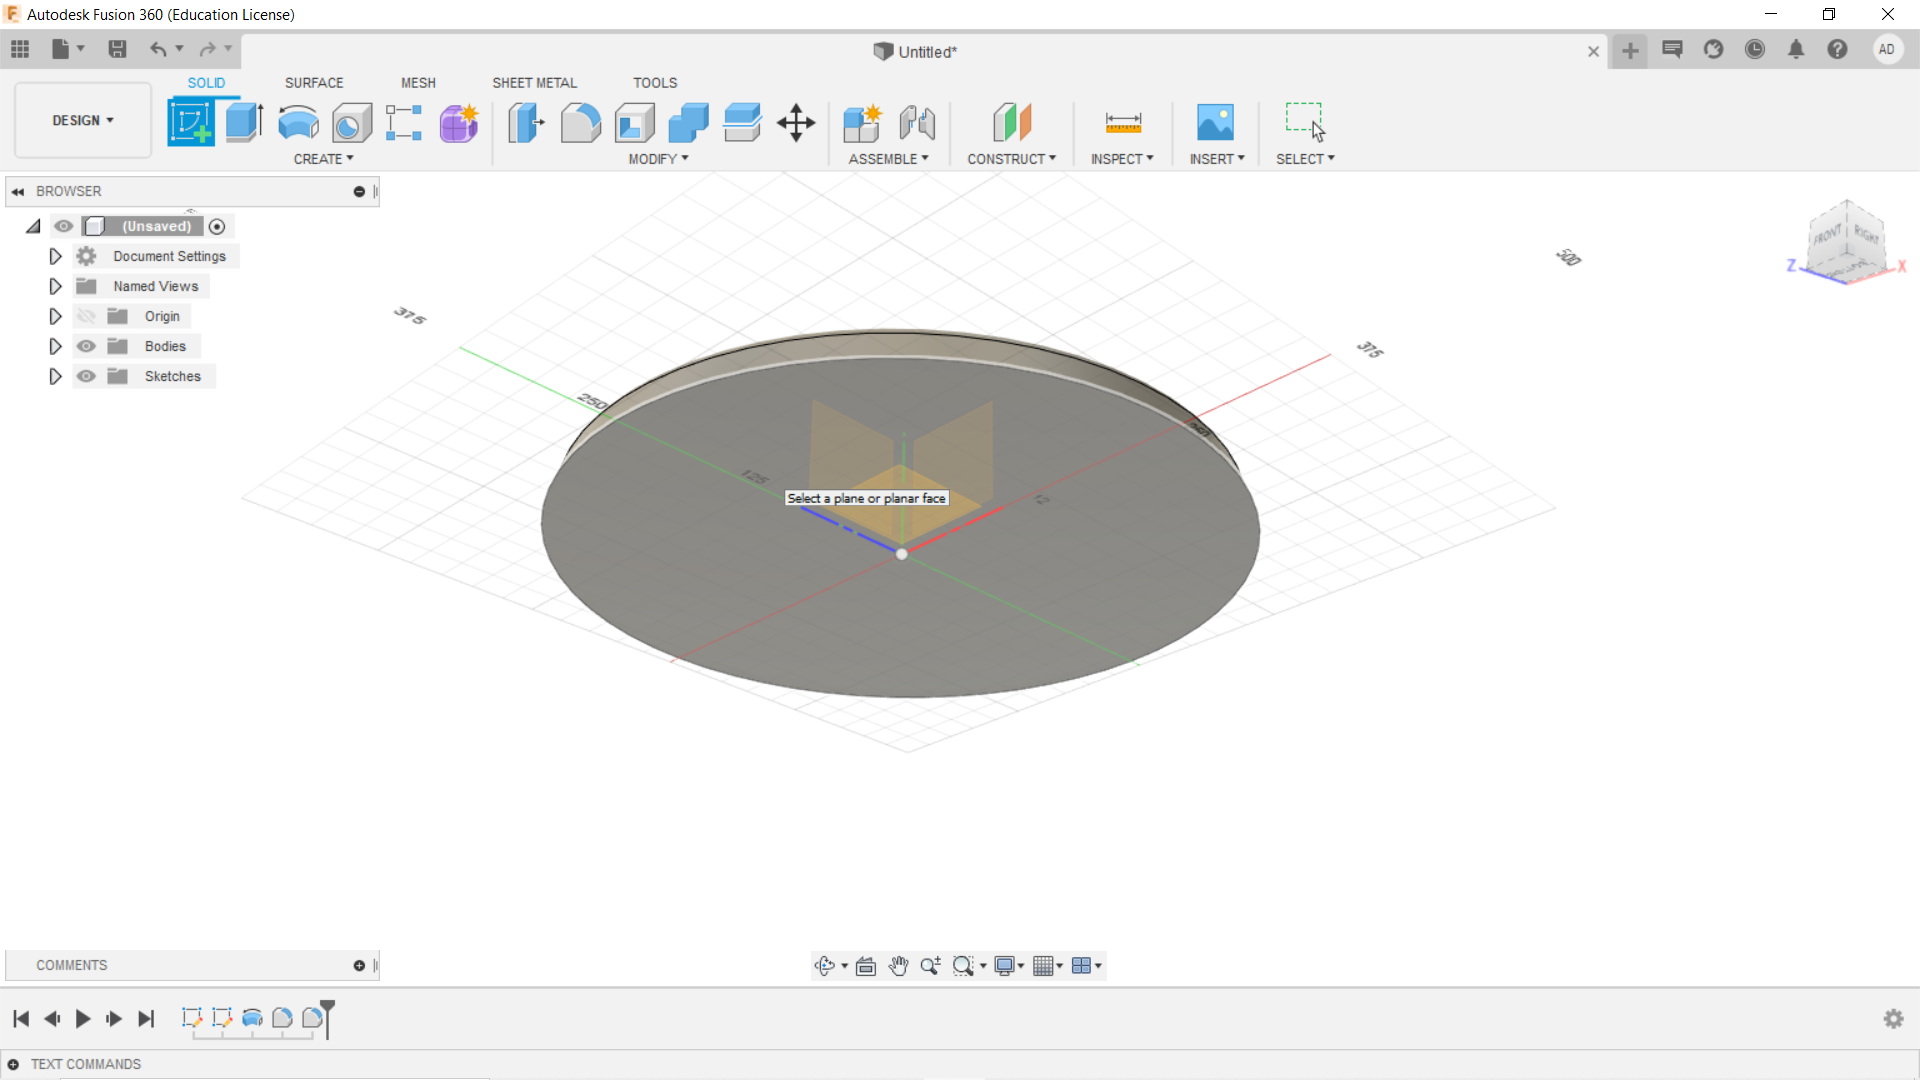 Autodesk Fusion 360 (Education License)
Untitled*
AD
DESIGN
SOLID
SURFACE
MESH
SHEET METAL
TOOLS
CREATE
MODIFY
ASSEMBLE
CONSTRUCT
INSPECT
INSERT
SELECT
BROWSER
(Unsaved)
Document Settings
Named Views
Origin
Bodies
Sketches
FRONT
RIGHT
Z
X
500
375
375
250
125
12
Select a plane or planar face
COMMENTS
TEXT COMMANDS